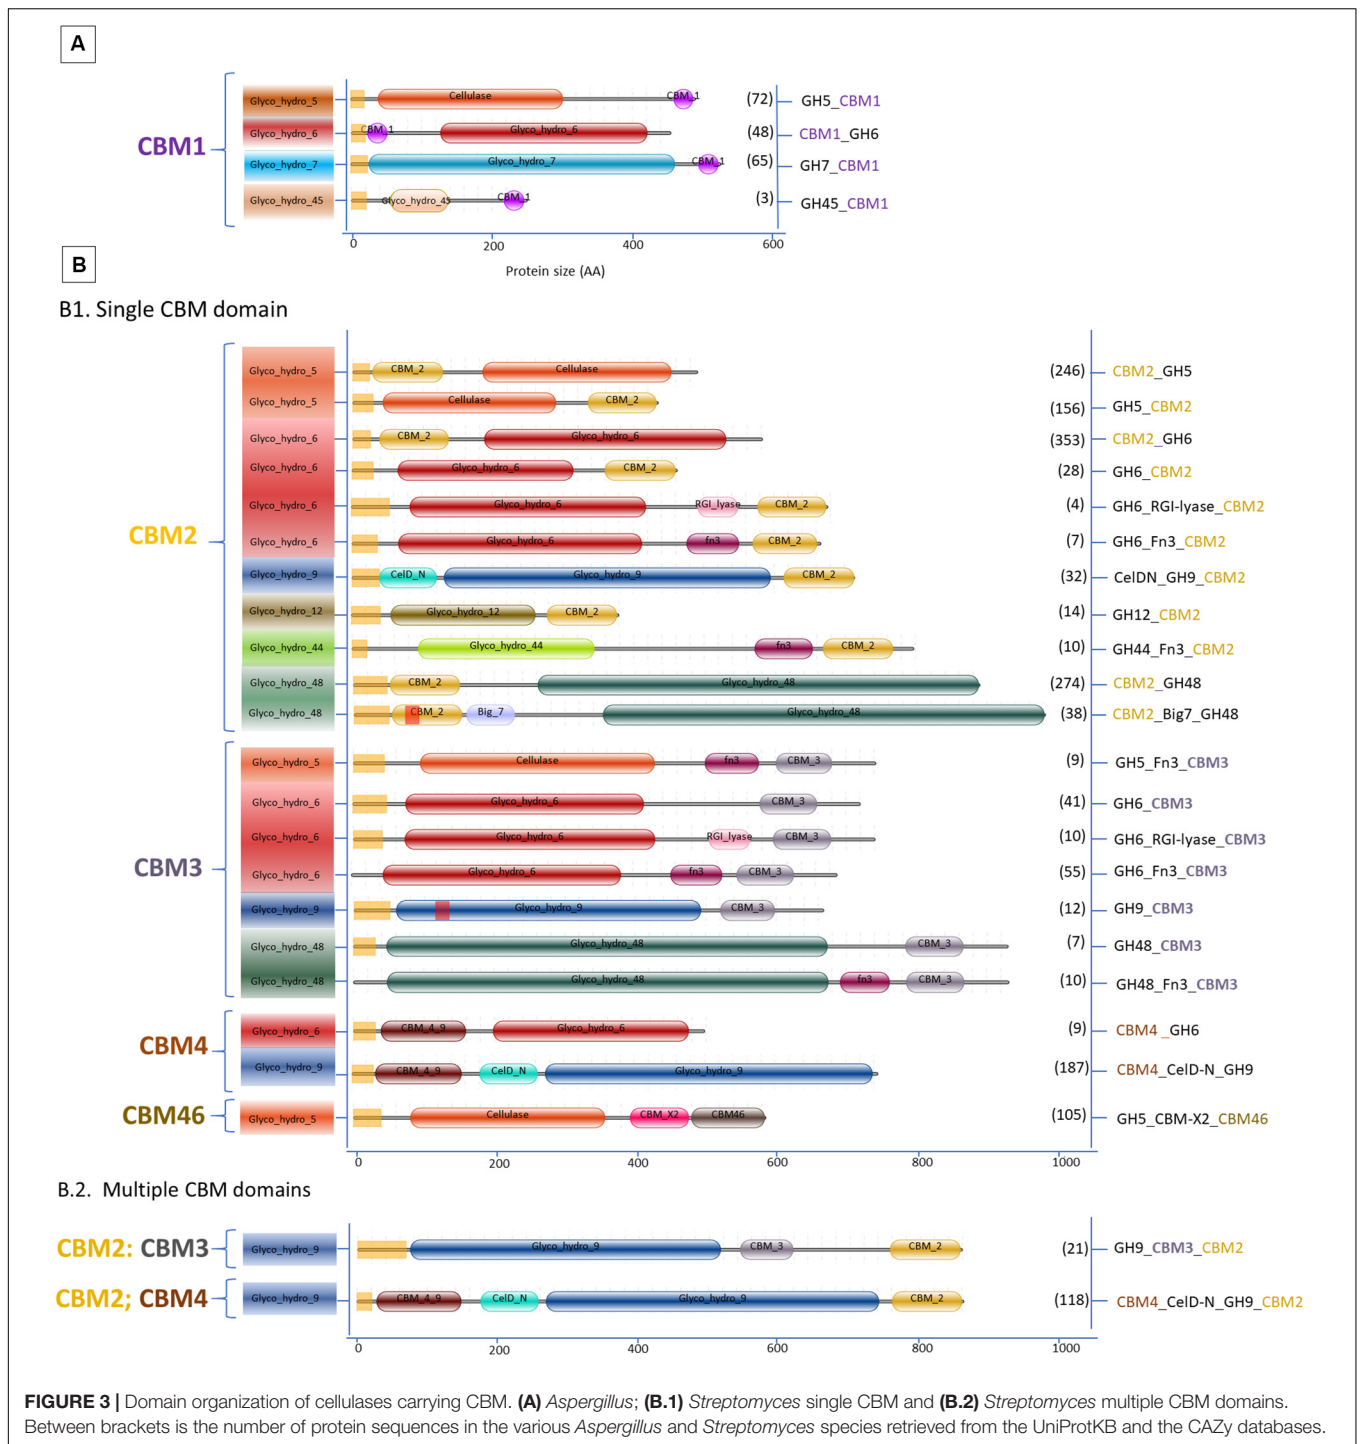 A
CBM1
Glyco_hydro_5 Cellulase CBM_1 (72) GH5_CBM1
Glyco_hydro_6 CBM_1 Glyco_hydro_6 (48) CBM1_GH6
Glyco_hydro_7 Glyco_hydro_7 CBM_1 (65) GH7_CBM1
Glyco_hydro_45 Glyco_hydro_45 CBM_1 (3) GH45_CBM1
0 200 400 600
Protein size (AA)
B
B1. Single CBM domain
CBM2
Glyco_hydro_5 CBM_2 Cellulase (246) CBM2_GH5
Glyco_hydro_5 Cellulase CBM_2 (156) GH5_CBM2
Glyco_hydro_6 CBM_2 Glyco_hydro_6 (353) CBM2_GH6
Glyco_hydro_6 Glyco_hydro_6 CBM_2 (28) GH6_CBM2
Glyco_hydro_6 Glyco_hydro_6 RGI_lyase CBM_2 (4) GH6_RGI-lyase_CBM2
Glyco_hydro_6 Glyco_hydro_6 fn3 CBM_2 (7) GH6_Fn3_CBM2
Glyco_hydro_9 CelD_N Glyco_hydro_9 CBM_2 (32) CelDN_GH9_CBM2
Glyco_hydro_12 Glyco_hydro_12 CBM_2 (14) GH12_CBM2
Glyco_hydro_44 Glyco_hydro_44 fn3 CBM_2 (10) GH44_Fn3_CBM2
Glyco_hydro_48 CBM_2 Glyco_hydro_48 (274) CBM2_GH48
Glyco_hydro_48 CBM_2 Big_7 Glyco_hydro_48 (38) CBM2_Big7_GH48
CBM3
Glyco_hydro_5 Cellulase fn3 CBM_3 (9) GH5_Fn3_CBM3
Glyco_hydro_6 Glyco_hydro_6 CBM_3 (41) GH6_CBM3
Glyco_hydro_6 Glyco_hydro_6 RGI_lyase CBM_3 (10) GH6_RGI-lyase_CBM3
Glyco_hydro_6 Glyco_hydro_6 fn3 CBM_3 (55) GH6_Fn3_CBM3
Glyco_hydro_9 Glyco_hydro_9 CBM_3 (12) GH9_CBM3
Glyco_hydro_48 Glyco_hydro_48 CBM_3 (7) GH48_CBM3
Glyco_hydro_48 Glyco_hydro_48 fn3 CBM_3 (10) GH48_Fn3_CBM3
CBM4
Glyco_hydro_6 CBM_4_9 Glyco_hydro_6 (9) CBM4 _GH6
Glyco_hydro_9 CBM_4_9 CelD_N Glyco_hydro_9 (187) CBM4_CelD-N_GH9
CBM46
Glyco_hydro_5 Cellulase CBM_X2 CBM46 (105) GH5_CBM-X2_CBM46
0 200 400 600 800 1000
B.2. Multiple CBM domains
CBM2: CBM3 Glyco_hydro_9 Glyco_hydro_9 CBM_3 CBM_2 (21) GH9_CBM3_CBM2
CBM2; CBM4 Glyco_hydro_9 CBM_4_9 CelD_N Glyco_hydro_9 CBM_2 (118) CBM4_CelD-N_GH9_CBM2
0 200 400 600 800 1000
FIGURE 3 | Domain organization of cellulases carrying CBM. (A) Aspergillus; (B.1) Streptomyces single CBM and (B.2) Streptomyces multiple CBM domains.
Between brackets is the number of protein sequences in the various Aspergillus and Streptomyces species retrieved from the UniProtKB and the CAZy databases.